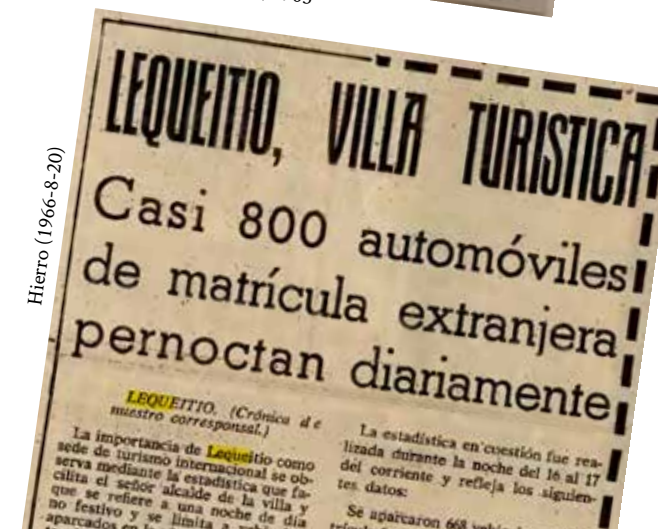 Hierro (1966-8-20)
LEQUEITIO, VILLA TURISTICA
Casi 800 automóviles
de matrícula extranjera
pernoctan diariamente
LEQUEITIO. (Crónica de
nuestro corresponsal.)
La importancia de Lequeitio como
sede de turismo internacional se ob-
serva mediante la estadística que fa-
cilita el señor alcalde de la villa y
que se refiere a una noche de día
no festivo y se limita a
aparcados en
La estadística en cuestión fue rea-
lizada durante la noche del 16 al 17
del corriente y refleja los siguien-
tes datos:
Se aparcaron 668